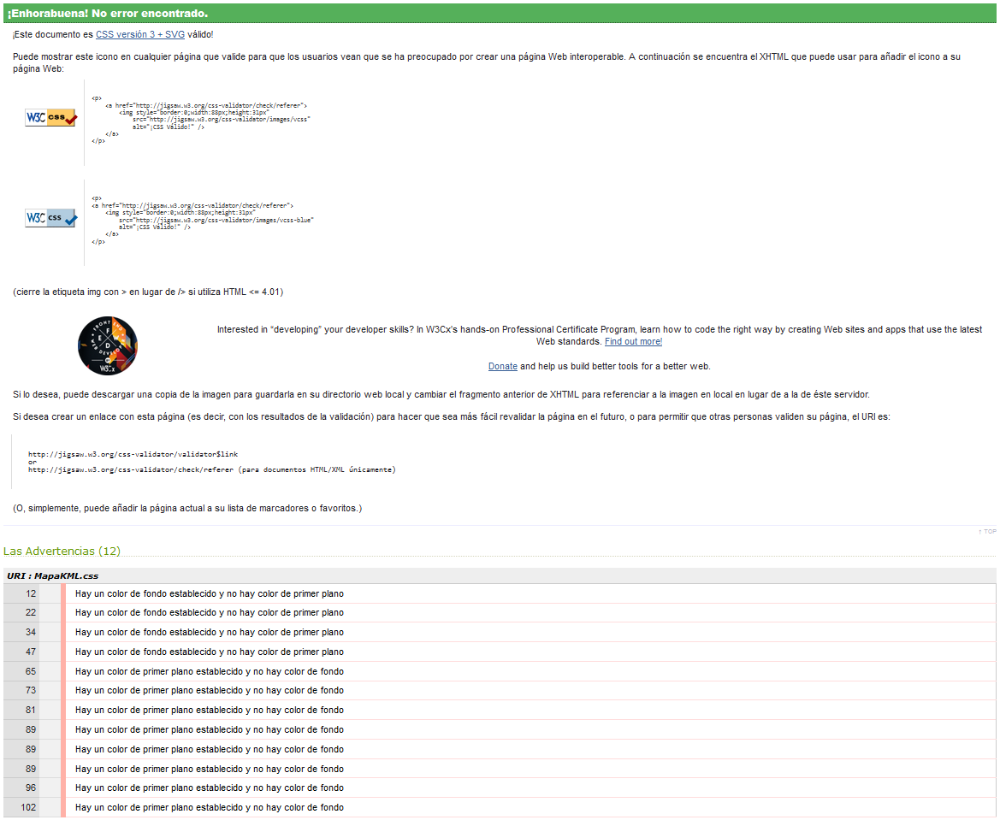 ¡Enhorabuena! No error encontrado.
¡Este documento es CSS versión 3 + SVG válido!
Puede mostrar este icono en cualquier página que valide para que los usuarios vean que se ha preocupado por crear una página Web interoperable. A continuación se encuentra el XHTML que puede usar para añadir el icono a su
página Web:
W3C css
<p>
<a href="http://jigsaw.w3.org/css-validator/check/referer">
<img style="border:0;width:88px;height:31px"
src="http://jigsaw.w3.org/css-validator/images/vcss"
alt="¡CSS Válido!" />
</a>
</p>
W3C css
<p>
<a href="http://jigsaw.w3.org/css-validator/check/referer">
<img style="border:0;width:88px;height:31px"
src="http://jigsaw.w3.org/css-validator/images/vcss-blue"
alt="¡CSS Válido!" />
</a>
</p>
(cierre la etiqueta img con > en lugar de /> si utiliza HTML <= 4.01)
FRONT END
WEB DEVELOPER
F
E W
D
W3Cx
Interested in “developing” your developer skills? In W3Cx’s hands-on Professional Certificate Program, learn how to code the right way by creating Web sites and apps that use the latest
Web standards. Find out more!
Donate and help us build better tools for a better web.
Si lo desea, puede descargar una copia de la imagen para guardarla en su directorio web local y cambiar el fragmento anterior de XHTML para referenciar a la imagen en local en lugar de a la de éste servidor.
Si desea crear un enlace con esta página (es decir, con los resultados de la validación) para hacer que sea más fácil revalidar la página en el futuro, o para permitir que otras personas validen su página, el URI es:
http://jigsaw.w3.org/css-validator/validator$link
or
http://jigsaw.w3.org/css-validator/check/referer (para documentos HTML/XML únicamente)
(O, simplemente, puede añadir la página actual a su lista de marcadores o favoritos.)
↑ TOP
Las Advertencias (12)
URI : MapaKML.css
12 Hay un color de fondo establecido y no hay color de primer plano
22 Hay un color de fondo establecido y no hay color de primer plano
34 Hay un color de fondo establecido y no hay color de primer plano
47 Hay un color de fondo establecido y no hay color de primer plano
65 Hay un color de primer plano establecido y no hay color de fondo
73 Hay un color de primer plano establecido y no hay color de fondo
81 Hay un color de primer plano establecido y no hay color de fondo
89 Hay un color de primer plano establecido y no hay color de fondo
89 Hay un color de primer plano establecido y no hay color de fondo
89 Hay un color de primer plano establecido y no hay color de fondo
96 Hay un color de primer plano establecido y no hay color de fondo
102 Hay un color de primer plano establecido y no hay color de fondo